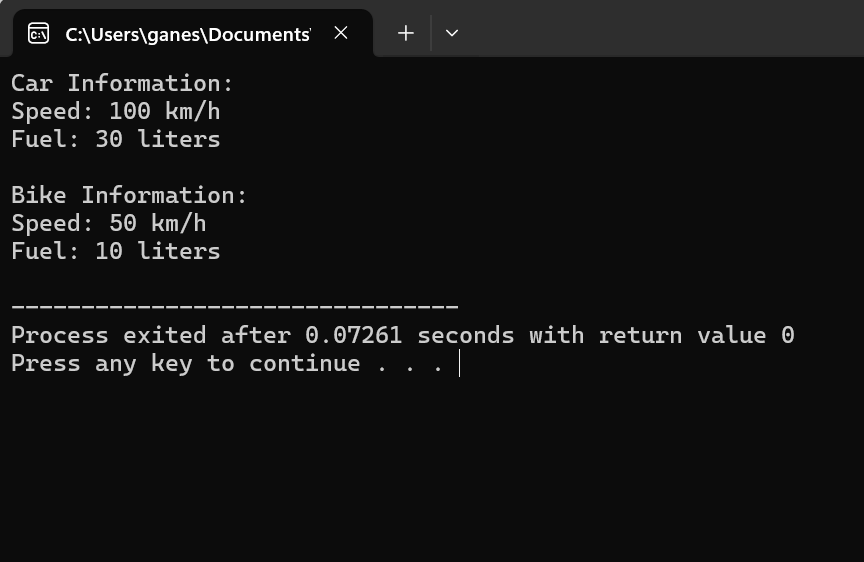 C:\Users\ganes\Documents\
Car Information:
Speed: 100 km/h
Fuel: 30 liters
Bike Information:
Speed: 50 km/h
Fuel: 10 liters
--------------------------------
Process exited after 0.07261 seconds with return value 0
Press any key to continue . . .